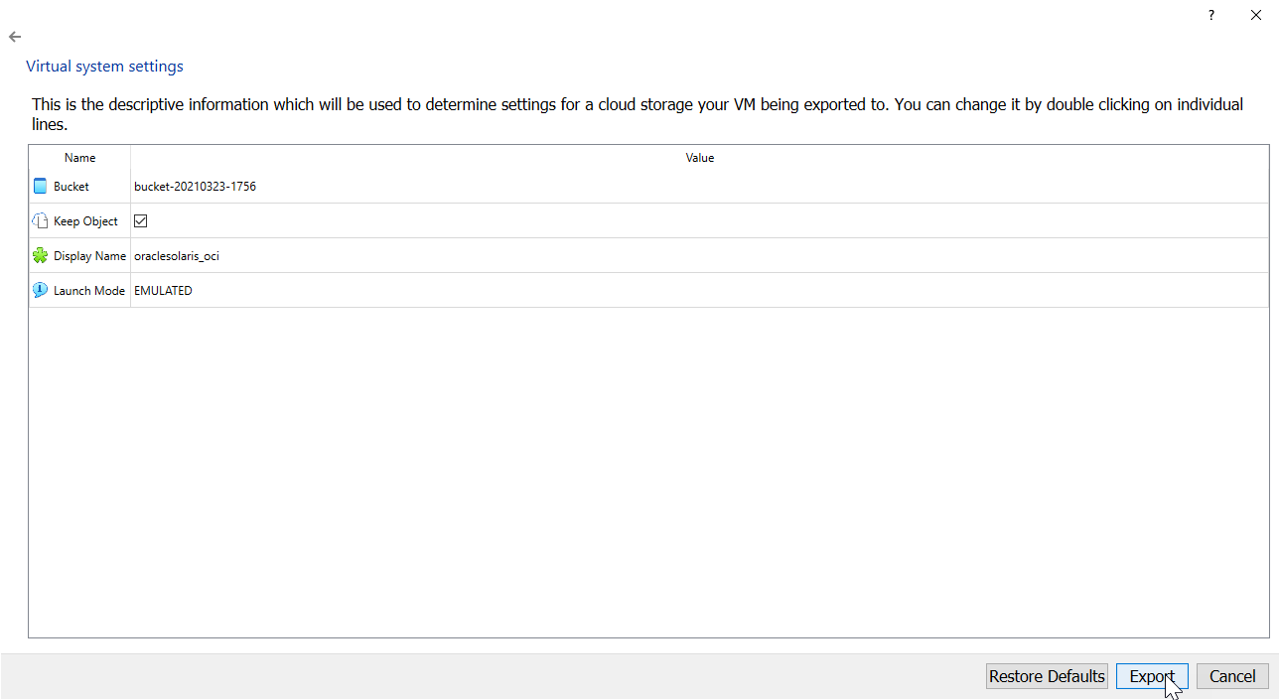 ?
Virtual system settings
This is the descriptive information which will be used to determine settings for a cloud storage your VM being exported to. You can change it by double clicking on individual
lines.
Name Value
Bucket bucket-20210323-1756
Keep Object
Display Name oraclesolaris_oci
Launch Mode EMULATED
Restore Defaults Export Cancel